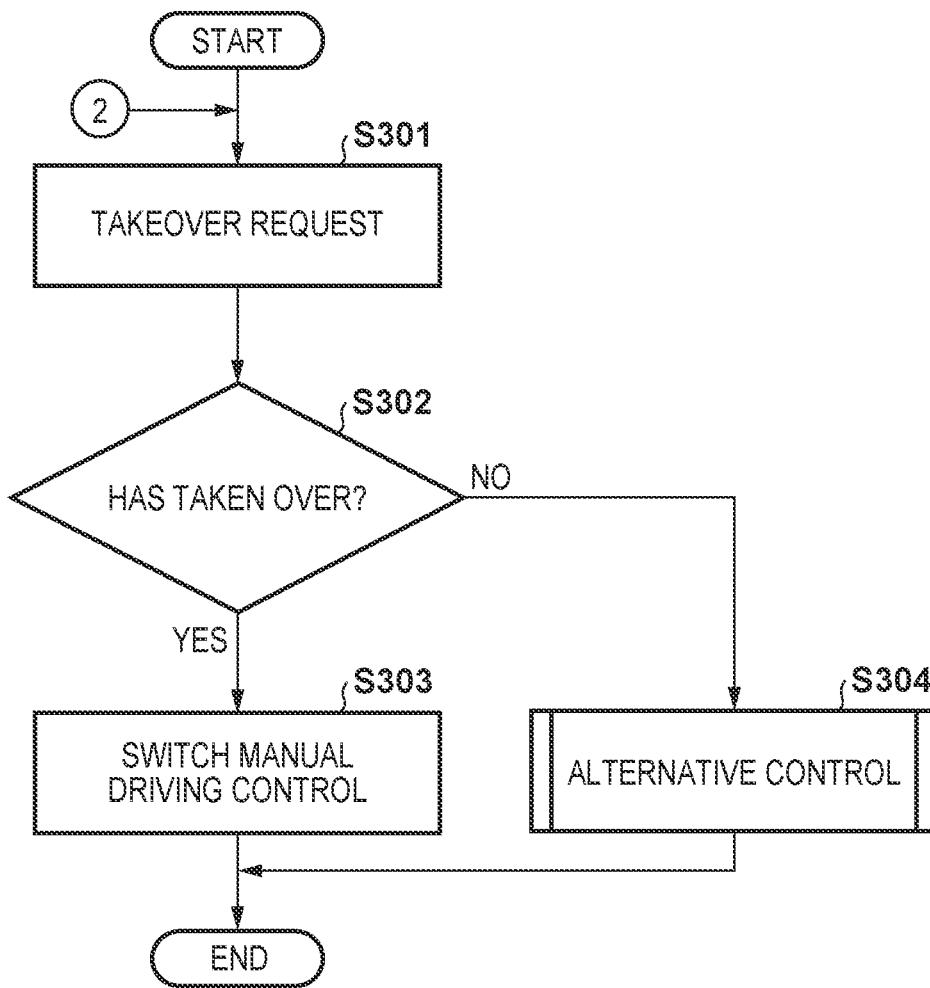 START
2
S301
TAKEOVER REQUEST
S302
HAS TAKEN OVER?
NO
YES
S303
SWITCH MANUAL
DRIVING CONTROL
S304
ALTERNATIVE CONTROL
END